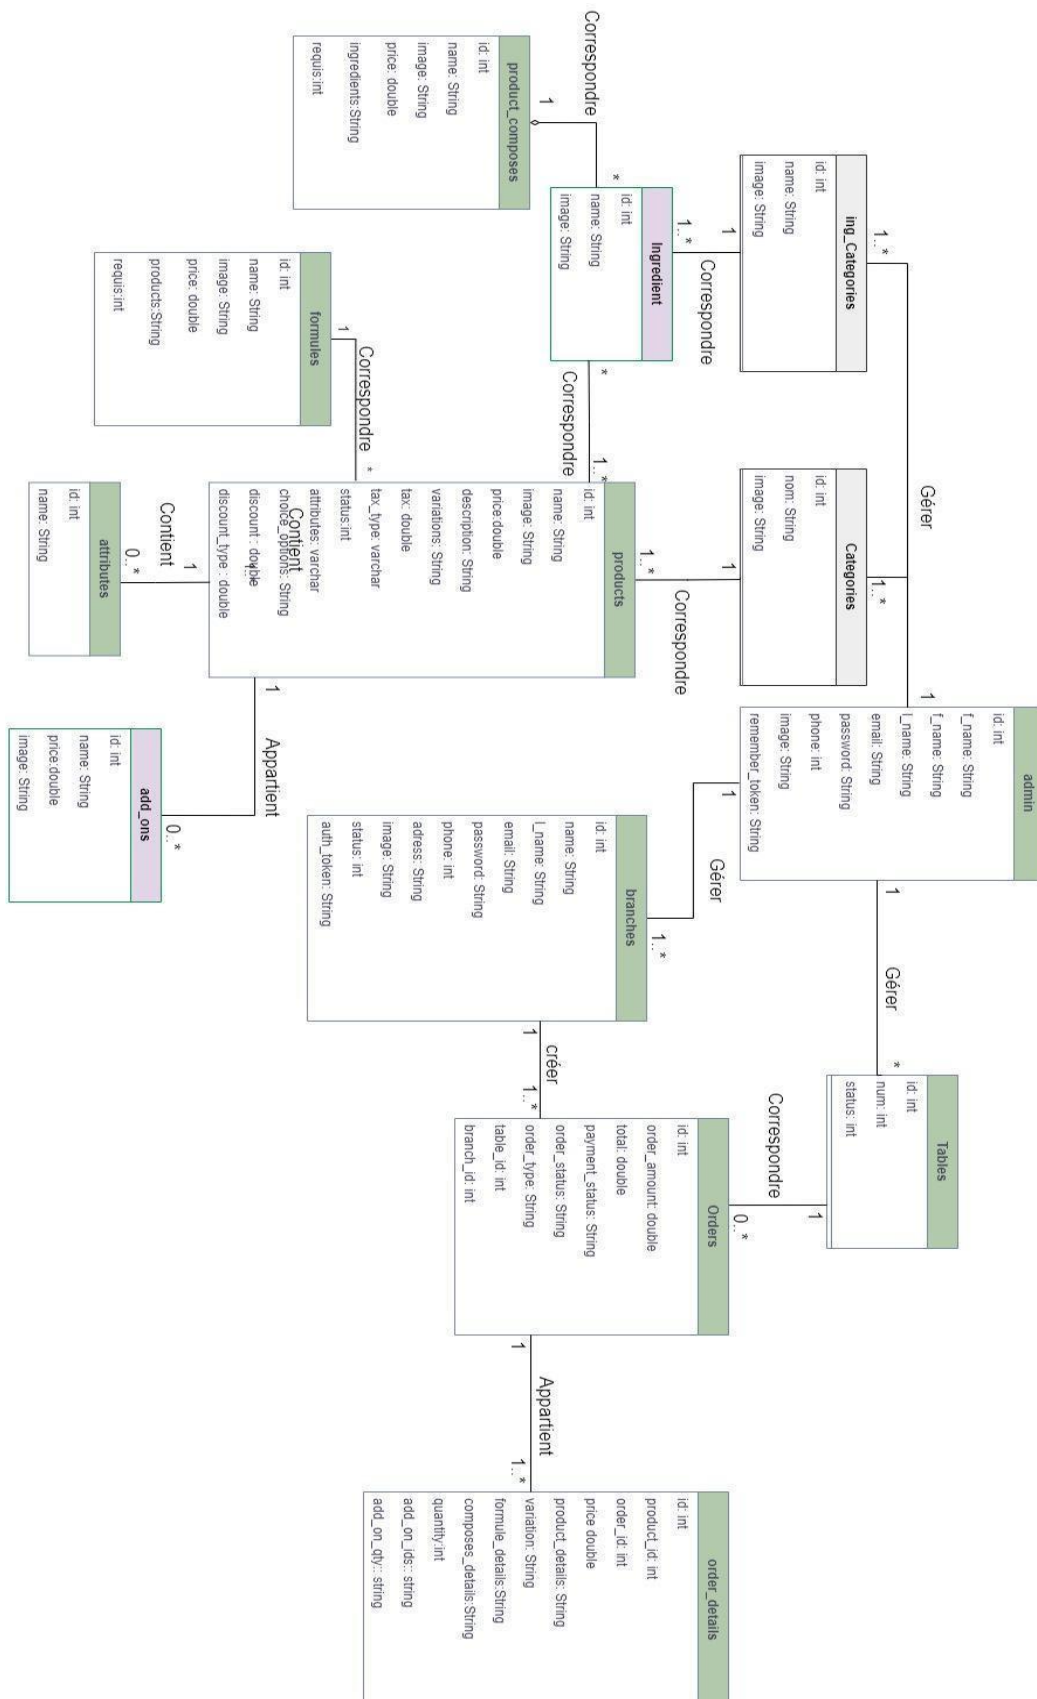 product_composes
id: int
name: String
image: String
price: double
ingredients:String
requis:int
1
Correspondre
*
Ingredient
id: int
name: String
image: String
1.. *
Correspondre
1
ing_Categories
id: int
name: String
image: String
1.. *
Gérer
formules
id: int
name: String
image: String
price: double
products:String
requis:int
1
Correspondre
*
*
Correspondre
1.. *
products
id: int
name: String
image: String
price:double
description: String
variations: String
tax: double
tax_type: varchar
status:int
attributes: varchar
choice_options: String
Contient
discount : double
discount_type : double
1.. *
Correspondre
1
Categories
id: int
nom: String
image: String
1.. *
attributes
id: int
name: String
0.. *
Contient
1
1
Appartient
0.. *
add_ons
id: int
name: String
price:double
image: String
1
admin
id: int
f_name: String
f_name: String
l_name: String
email: String
password: String
phone: int
image: String
remember_token: String
1
Gérer
1.. *
branches
id: int
name: String
l_name: String
email: String
password: String
phone: int
adress: String
image: String
status: int
auth_token: String
1
Gérer
*
Tables
id: int
num: int
status: int
1
créer
1.. *
1
Correspondre
0.. *
Orders
id: int
order_amount: double
total: double
payment_status: String
order_status: String
order_type: String
table_id: int
branch_id: int
1
Appartient
1.. *
order_details
id: int
product_id: int
order_id: int
price double
product_details: String
variation: String
formule_details:String
composes_details:String
quantity:int
add_on_ids:: string
add_on_qty:: string